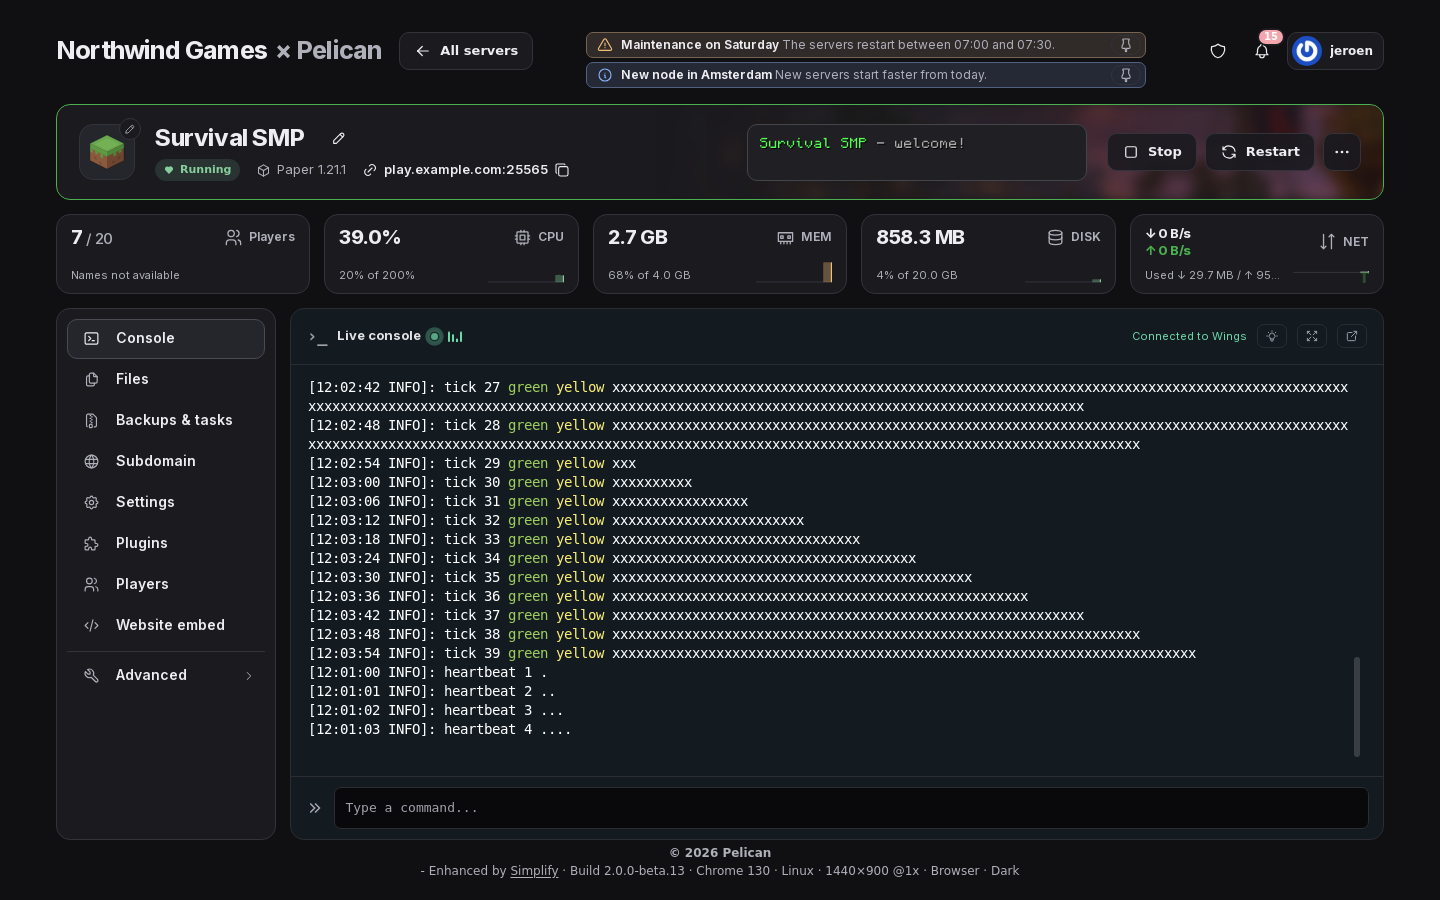 Northwind Games × Pelican
All servers
Maintenance on Saturday The servers restart between 07:00 and 07:30.
New node in Amsterdam New servers start faster from today.
15
jeroen
Survival SMP
Running
Paper 1.21.1
play.example.com:25565
Survival SMP - welcome!
Stop
Restart
7 / 20
Players
Names not available
39.0%
CPU
20% of 200%
2.7 GB
MEM
68% of 4.0 GB
858.3 MB
DISK
4% of 20.0 GB
↓ 0 B/s
↑ 0 B/s
NET
Used ↓ 29.7 MB / ↑ 95...
Console
Files
Backups & tasks
Subdomain
Settings
Plugins
Players
Website embed
Advanced
Live console
Connected to Wings
[12:02:42 INFO]: tick 27 green yellow xxxxxxxxxxxxxxxxxxxxxxxxxxxxxxxxxxxxxxxxxxxxxxxxxxxxxxxxxxxxxxxxxxxxxxxxxxxxxxxxxxxxxxxxxxxx
xxxxxxxxxxxxxxxxxxxxxxxxxxxxxxxxxxxxxxxxxxxxxxxxxxxxxxxxxxxxxxxxxxxxxxxxxxxxxxxxxxxxxxxxxxxxxxxxx
[12:02:48 INFO]: tick 28 green yellow xxxxxxxxxxxxxxxxxxxxxxxxxxxxxxxxxxxxxxxxxxxxxxxxxxxxxxxxxxxxxxxxxxxxxxxxxxxxxxxxxxxxxxxxxxxx
xxxxxxxxxxxxxxxxxxxxxxxxxxxxxxxxxxxxxxxxxxxxxxxxxxxxxxxxxxxxxxxxxxxxxxxxxxxxxxxxxxxxxxxxxxxxxxxxxxxxxxxx
[12:02:54 INFO]: tick 29 green yellow xxx
[12:03:00 INFO]: tick 30 green yellow xxxxxxxxxx
[12:03:06 INFO]: tick 31 green yellow xxxxxxxxxxxxxxxxx
[12:03:12 INFO]: tick 32 green yellow xxxxxxxxxxxxxxxxxxxxxxxx
[12:03:18 INFO]: tick 33 green yellow xxxxxxxxxxxxxxxxxxxxxxxxxxxxxxx
[12:03:24 INFO]: tick 34 green yellow xxxxxxxxxxxxxxxxxxxxxxxxxxxxxxxxxxxxxx
[12:03:30 INFO]: tick 35 green yellow xxxxxxxxxxxxxxxxxxxxxxxxxxxxxxxxxxxxxxxxxxxxx
[12:03:36 INFO]: tick 36 green yellow xxxxxxxxxxxxxxxxxxxxxxxxxxxxxxxxxxxxxxxxxxxxxxxxxxxx
[12:03:42 INFO]: tick 37 green yellow xxxxxxxxxxxxxxxxxxxxxxxxxxxxxxxxxxxxxxxxxxxxxxxxxxxxxxxxxxx
[12:03:48 INFO]: tick 38 green yellow xxxxxxxxxxxxxxxxxxxxxxxxxxxxxxxxxxxxxxxxxxxxxxxxxxxxxxxxxxxxxxxxxx
[12:03:54 INFO]: tick 39 green yellow xxxxxxxxxxxxxxxxxxxxxxxxxxxxxxxxxxxxxxxxxxxxxxxxxxxxxxxxxxxxxxxxxxxxxxxxx
[12:01:00 INFO]: heartbeat 1 .
[12:01:01 INFO]: heartbeat 2 ..
[12:01:02 INFO]: heartbeat 3 ...
[12:01:03 INFO]: heartbeat 4 ....
Type a command...
© 2026 Pelican
- Enhanced by Simplify · Build 2.0.0-beta.13 · Chrome 130 · Linux · 1440×900 @1x · Browser · Dark